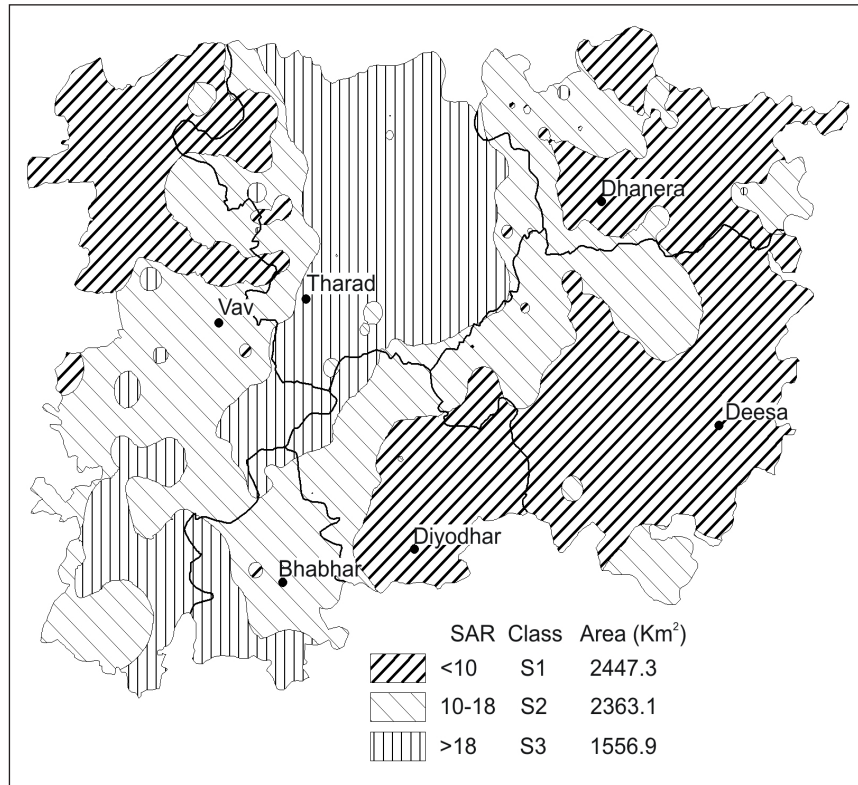 Dhanera
Tharad
Vav
Deesa
Diyodhar
Bhabhar
SAR Class Area (Km²)
<10 S1 2447.3
10-18 S2 2363.1
>18 S3 1556.9